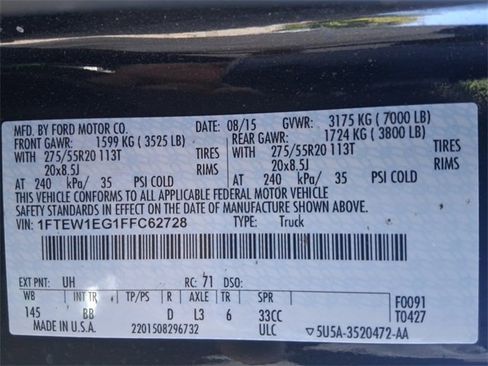 MFD. BY FORD MOTOR CO. DATE: 08/15 GVWR: 3175 KG ( 7000 LB)
FRONT GAWR: 1599 KG ( 3525 LB) REAR GAWR: 1724 KG ( 3800 LB)
WITH 275/55R20 113T TIRES WITH 275/55R20 113T TIRES
20x8.5J RIMS 20x8.5J RIMS
AT 240 kPa/ 35 PSI COLD AT 240 kPa/ 35 PSI COLD
THIS VEHICLE CONFORMS TO ALL APPLICABLE FEDERAL MOTOR VEHICLE
SAFETY STANDARDS IN EFFECT ON THE DATE OF MANUFACTURE SHOWN ABOVE.
VIN: 1FTEW1EG1FFC62728 TYPE: Truck
EXT PNT: UH RC: 71 DSO:
WB INT TR TP/PS R AXLE TR SPR F0091
145 BB D L3 6 33CC T0427
MADE IN U.S.A. 2201508296732 ULC ▽5U5A-3520472-AA